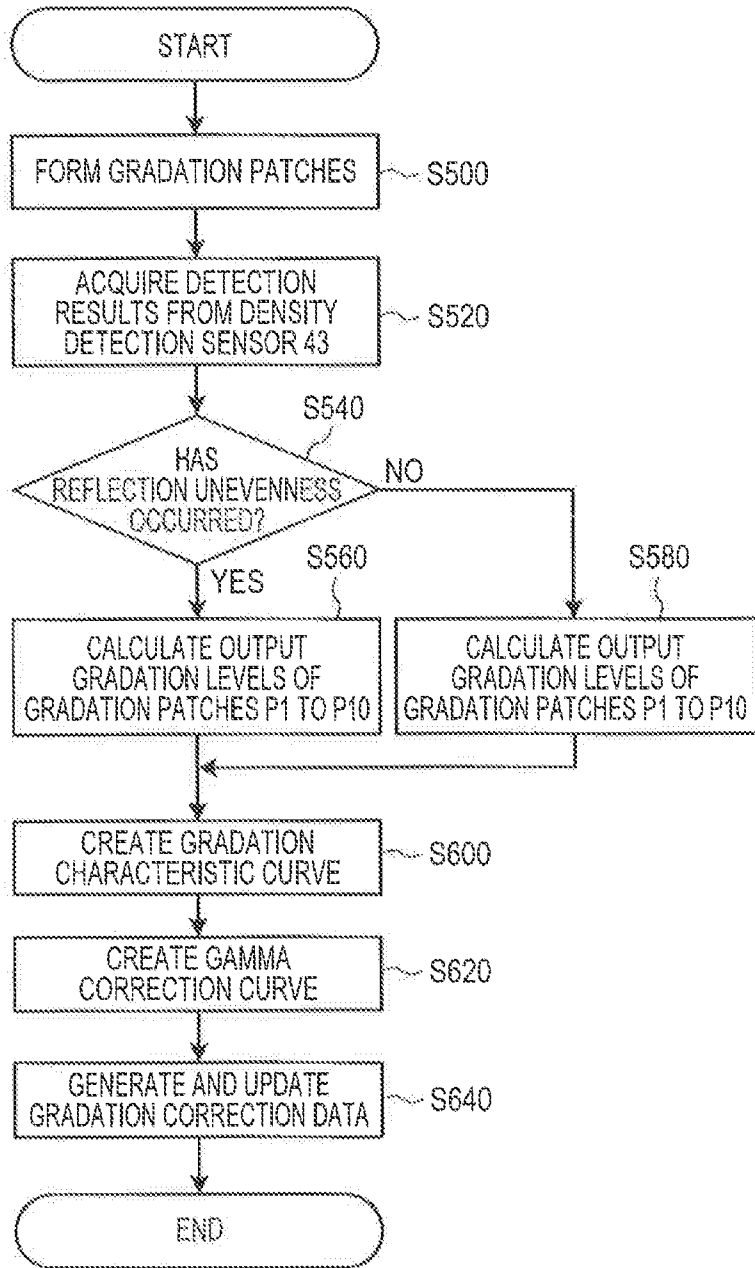 START
FORM GRADATION PATCHES
S500
ACQUIRE DETECTION
RESULTS FROM DENSITY
DETECTION SENSOR 43
S520
S540
HAS
REFLECTION UNEVENNESS
OCCURRED?
NO
YES
S560
CALCULATE OUTPUT
GRADATION LEVELS OF
GRADATION PATCHES P1 TO P10
S580
CALCULATE OUTPUT
GRADATION LEVELS OF
GRADATION PATCHES P1 TO P10
CREATE GRADATION
CHARACTERISTIC CURVE
S600
CREATE GAMMA
CORRECTION CURVE
S620
GENERATE AND UPDATE
GRADATION CORRECTION DATA
S640
END